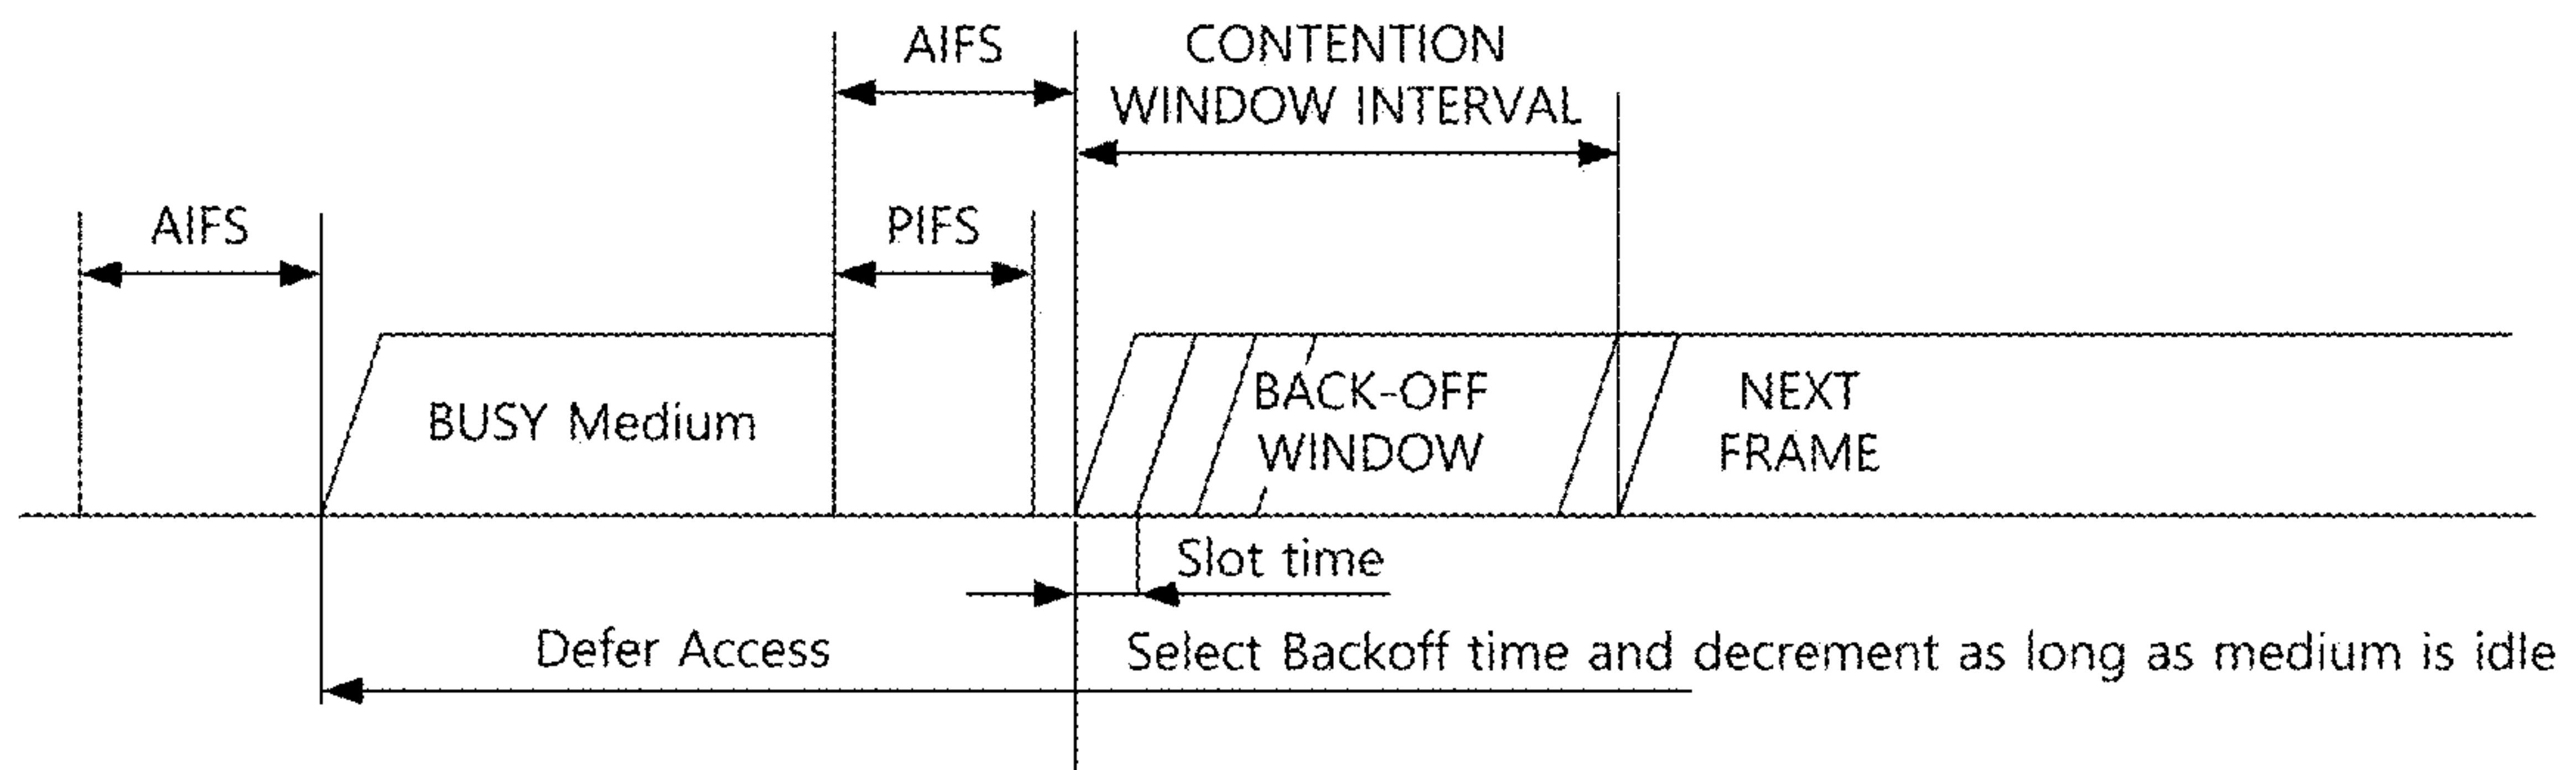 AIFS
CONTENTION
WINDOW INTERVAL
AIFS
PIFS
BUSY Medium
BACK-OFF
WINDOW
NEXT
FRAME
Slot time
Defer Access
Select Backoff time and decrement as long as medium is idle